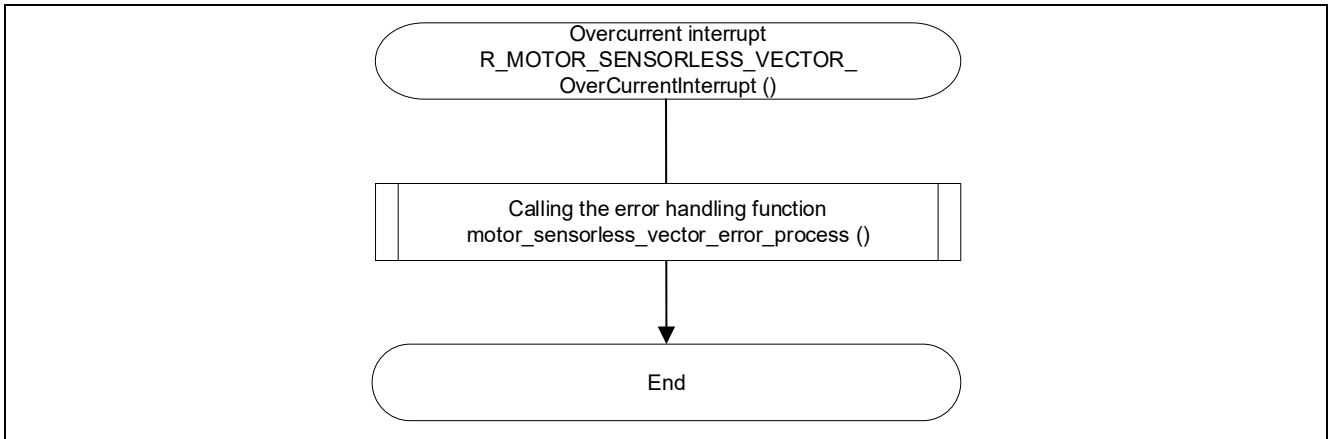 Overcurrent interrupt
R_MOTOR_SENSORLESS_VECTOR_
OverCurrentInterrupt ()
Calling the error handling function
motor_sensorless_vector_error_process ()
End